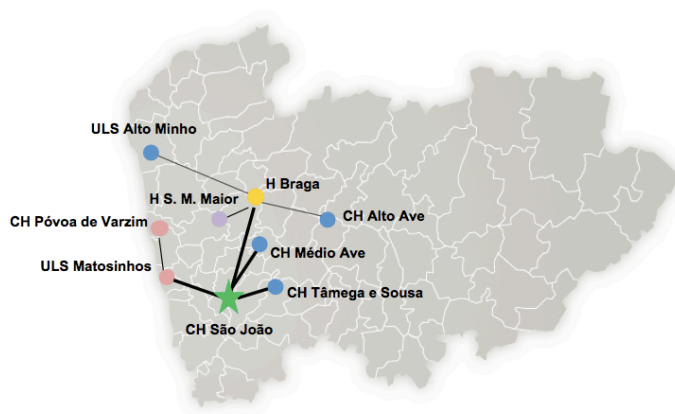 ULS Alto Minho
H Braga
H S. M. Maior
CH Póvoa de Varzim
CH Alto Ave
CH Médio Ave
ULS Matosinhos
CH Tâmega e Sousa
CH São João